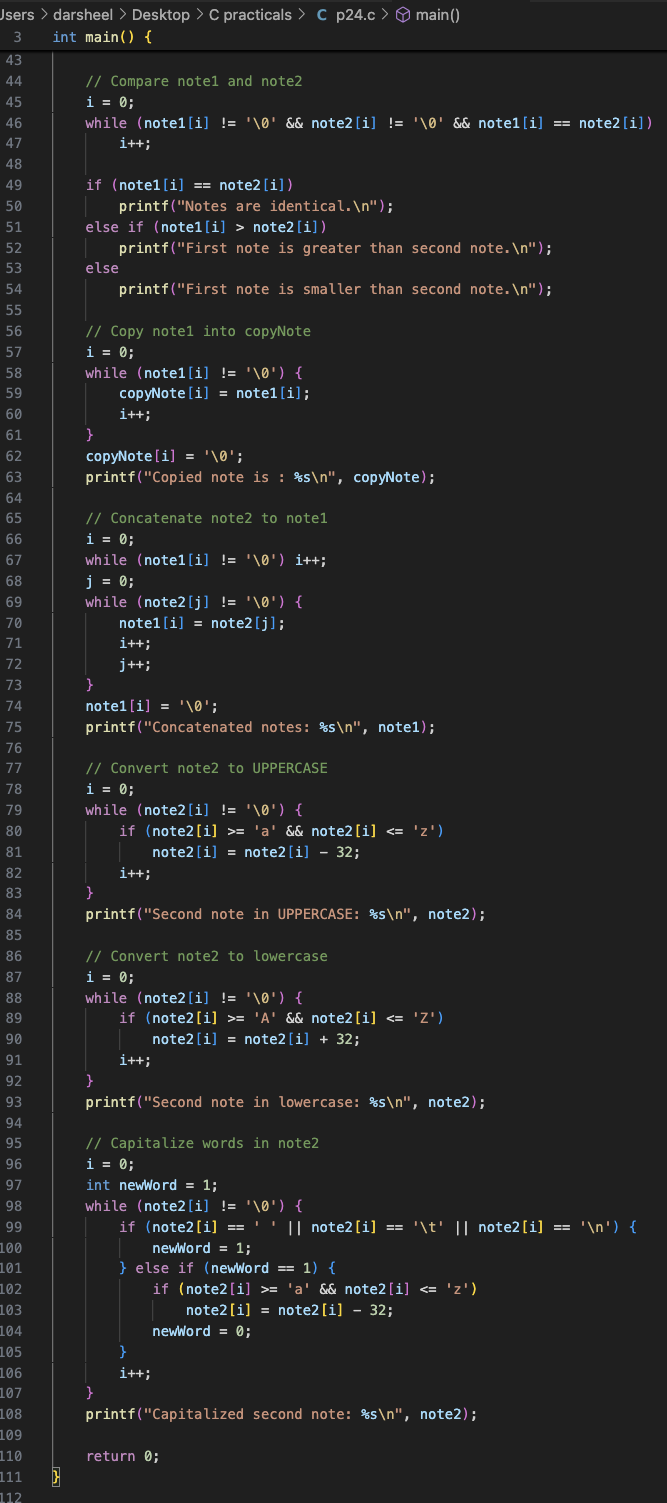 Users > darsheel > Desktop > C practicals > C p24.c > main()
3 int main() {
43
44 // Compare note1 and note2
45 i = 0;
46 while (note1[i] != '\0' && note2[i] != '\0' && note1[i] == note2[i])
47 i++;
48
49 if (note1[i] == note2[i])
50 printf("Notes are identical.\n");
51 else if (note1[i] > note2[i])
52 printf("First note is greater than second note.\n");
53 else
54 printf("First note is smaller than second note.\n");
55
56 // Copy note1 into copyNote
57 i = 0;
58 while (note1[i] != '\0') {
59 copyNote[i] = note1[i];
60 i++;
61 }
62 copyNote[i] = '\0';
63 printf("Copied note is : %s\n", copyNote);
64
65 // Concatenate note2 to note1
66 i = 0;
67 while (note1[i] != '\0') i++;
68 j = 0;
69 while (note2[j] != '\0') {
70 note1[i] = note2[j];
71 i++;
72 j++;
73 }
74 note1[i] = '\0';
75 printf("Concatenated notes: %s\n", note1);
76
77 // Convert note2 to UPPERCASE
78 i = 0;
79 while (note2[i] != '\0') {
80 if (note2[i] >= 'a' && note2[i] <= 'z')
81 note2[i] = note2[i] - 32;
82 i++;
83 }
84 printf("Second note in UPPERCASE: %s\n", note2);
85
86 // Convert note2 to lowercase
87 i = 0;
88 while (note2[i] != '\0') {
89 if (note2[i] >= 'A' && note2[i] <= 'Z')
90 note2[i] = note2[i] + 32;
91 i++;
92 }
93 printf("Second note in lowercase: %s\n", note2);
94
95 // Capitalize words in note2
96 i = 0;
97 int newWord = 1;
98 while (note2[i] != '\0') {
99 if (note2[i] == ' ' || note2[i] == '\t' || note2[i] == '\n') {
100 newWord = 1;
101 } else if (newWord == 1) {
102 if (note2[i] >= 'a' && note2[i] <= 'z')
103 note2[i] = note2[i] - 32;
104 newWord = 0;
105 }
106 i++;
107 }
108 printf("Capitalized second note: %s\n", note2);
109
110 return 0;
111 }
112